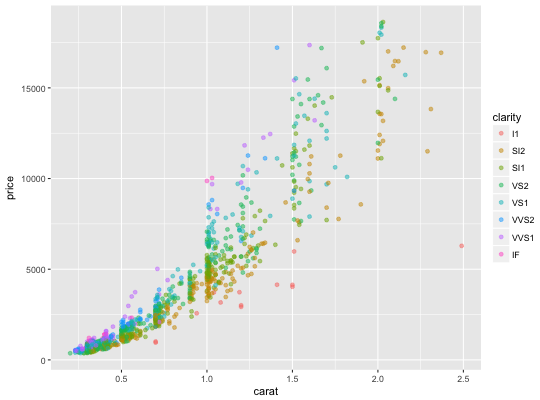 price
15000
10000
5000
0
0.5 1.0 1.5 2.0 2.5
carat
clarity
I1
SI2
SI1
VS2
VS1
VVS2
VVS1
IF